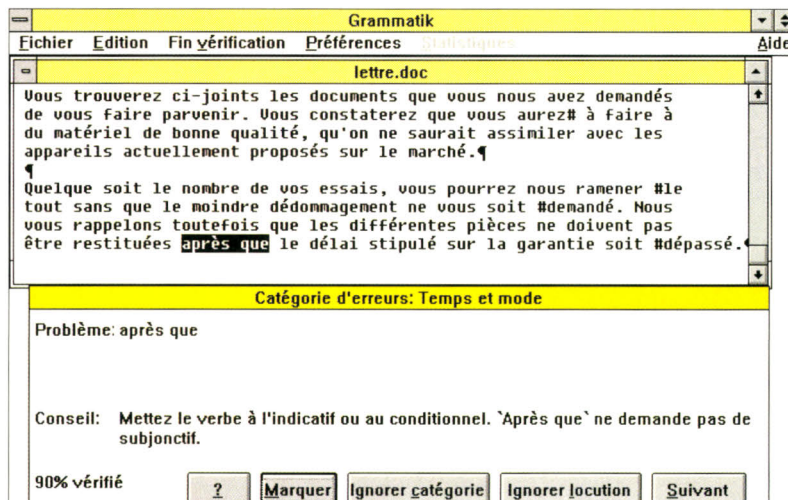 Grammatik
Fichier Edition Fin vérification Préférences Statistiques Aide
lettre.doc
Vous trouverez ci-joints les documents que vous nous avez demandés
de vous faire parvenir. Vous constaterez que vous aurez# à faire à
du matériel de bonne qualité, qu'on ne saurait assimiler avec les
appareils actuellement proposés sur le marché.¶
¶
Quelque soit le nombre de vos essais, vous pourrez nous ramener #le
tout sans que le moindre dédommagement ne vous soit #demandé. Nous
vous rappelons toutefois que les différentes pièces ne doivent pas
être restituées après que le délai stipulé sur la garantie soit #dépassé.¶
Catégorie d'erreurs: Temps et mode
Problème: après que
Conseil: Mettez le verbe à l'indicatif ou au conditionnel. `Après que` ne demande pas de
subjonctif.
90% vérifié ? Marquer Ignorer catégorie Ignorer locution Suivant